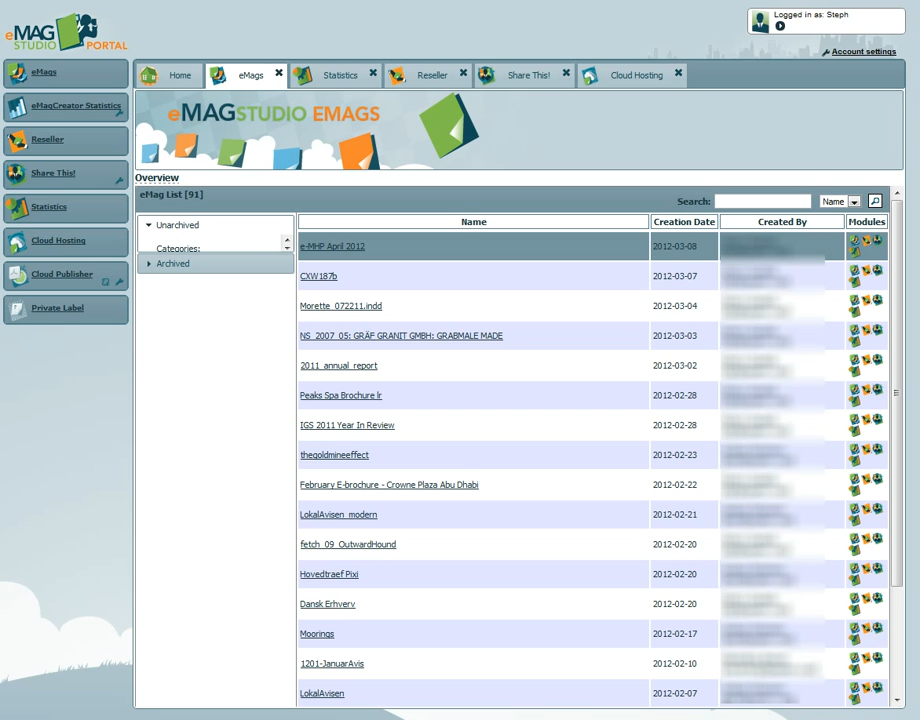 eMAG
STUDIO PORTAL
Logged in as: Steph
Account settings
eMags
eMagCreator Statistics
Reseller
Share This!
Statistics
Cloud Hosting
Cloud Publisher
Private Label
Home
eMags
Statistics
Reseller
Share This!
Cloud Hosting
eMAGSTUDIO EMAGS
Overview
eMag List [91]
Search:
Name
Unarchived
Categories:
Archived
Name Creation Date Created By Modules
e-MHP April 2012 2012-03-08
CXW187b 2012-03-07
Morette_072211.indd 2012-03-04
NS_2007_05: GRÄF GRANIT GMBH: GRABMALE MADE 2012-03-03
2011_annual_report 2012-03-02
Peaks Spa Brochure lr 2012-02-28
IGS 2011 Year In Review 2012-02-28
thegoldmineeffect 2012-02-23
February E-brochure - Crowne Plaza Abu Dhabi 2012-02-22
LokalAvisen_modern 2012-02-21
fetch_09_OutwardHound 2012-02-20
Hovedtraef Pixi 2012-02-20
Dansk Erhverv 2012-02-20
Moorings 2012-02-17
1201-JanuarAvis 2012-02-10
LokalAvisen 2012-02-07